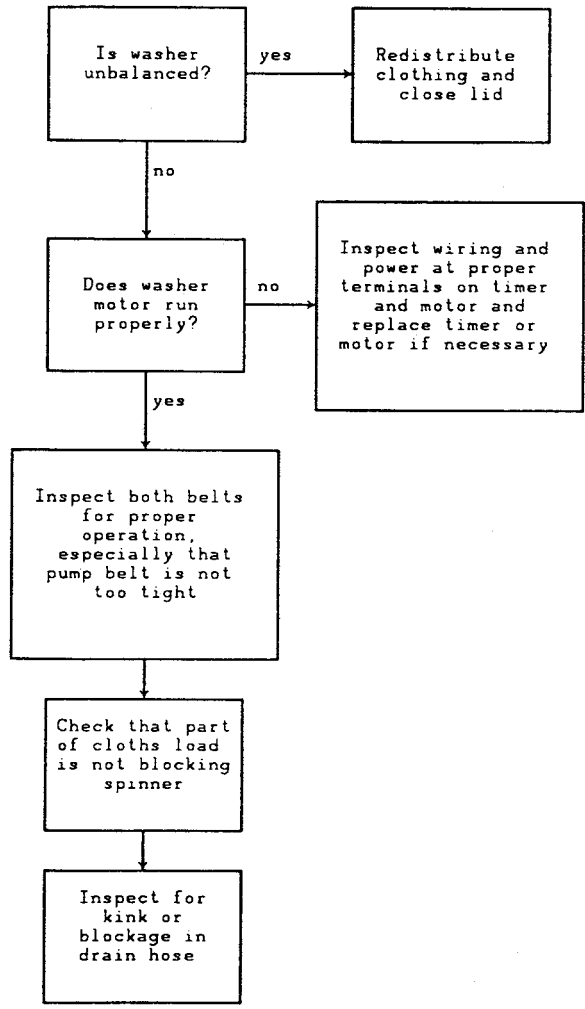 Is washer
unbalanced?
yes
Redistribute
clothing and
close lid
no
Does washer
motor run
properly?
no
Inspect wiring and
power at proper
terminals on timer
and motor and
replace timer or
motor if necessary
yes
Inspect both belts
for proper
operation,
especially that
pump belt is not
too tight
Check that part
of cloths load
is not blocking
spinner
Inspect for
kink or
blockage in
drain hose